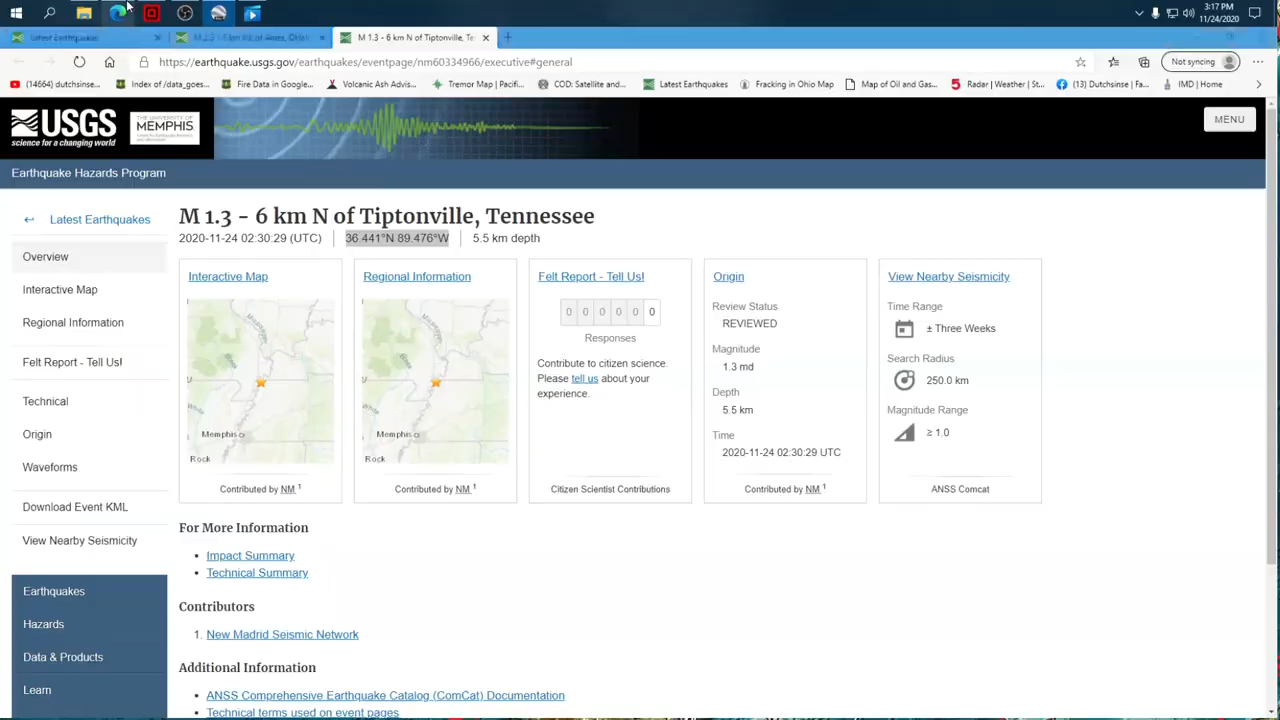 3:17 PM
11/24/2020
Latest Earthquakes
M 1.3 - 6 km N of Tiptonville, Te
https://earthquake.usgs.gov/earthquakes/eventpage/nm60334966/executive#general
Not syncing
(14664) dutchsinse...
Index of /data_goes...
Fire Data in Google...
Volcanic Ash Advis...
Tremor Map | Pacifi...
COD: Satellite and...
Latest Earthquakes
Fracking in Ohio Map
Map of Oil and Gas...
Radar | Weather | St...
(13) Dutchsinse | Fa...
IMD | Home
USGS
science for a changing world
THE UNIVERSITY OF
MEMPHIS
MENU
Earthquake Hazards Program
Latest Earthquakes
Overview
Interactive Map
Regional Information
Felt Report - Tell Us!
Technical
Origin
Waveforms
Download Event KML
View Nearby Seismicity
Earthquakes
Hazards
Data & Products
Learn
M 1.3 - 6 km N of Tiptonville, Tennessee
2020-11-24 02:30:29 (UTC) 36.441°N 89.476°W 5.5 km depth
Interactive Map
Memphis
Rock
Contributed by NM 1
Regional Information
Memphis
Rock
Contributed by NM 1
Felt Report - Tell Us!
0 0 0 0 0 0
Responses
Contribute to citizen science.
Please tell us about your
experience.
Citizen Scientist Contributions
Origin
Review Status
REVIEWED
Magnitude
1.3 md
Depth
5.5 km
Time
2020-11-24 02:30:29 UTC
Contributed by NM 1
View Nearby Seismicity
Time Range
± Three Weeks
Search Radius
250.0 km
Magnitude Range
≥ 1.0
ANSS Comcat
For More Information
• Impact Summary
• Technical Summary
Contributors
1. New Madrid Seismic Network
Additional Information
• ANSS Comprehensive Earthquake Catalog (ComCat) Documentation
• Technical terms used on event pages